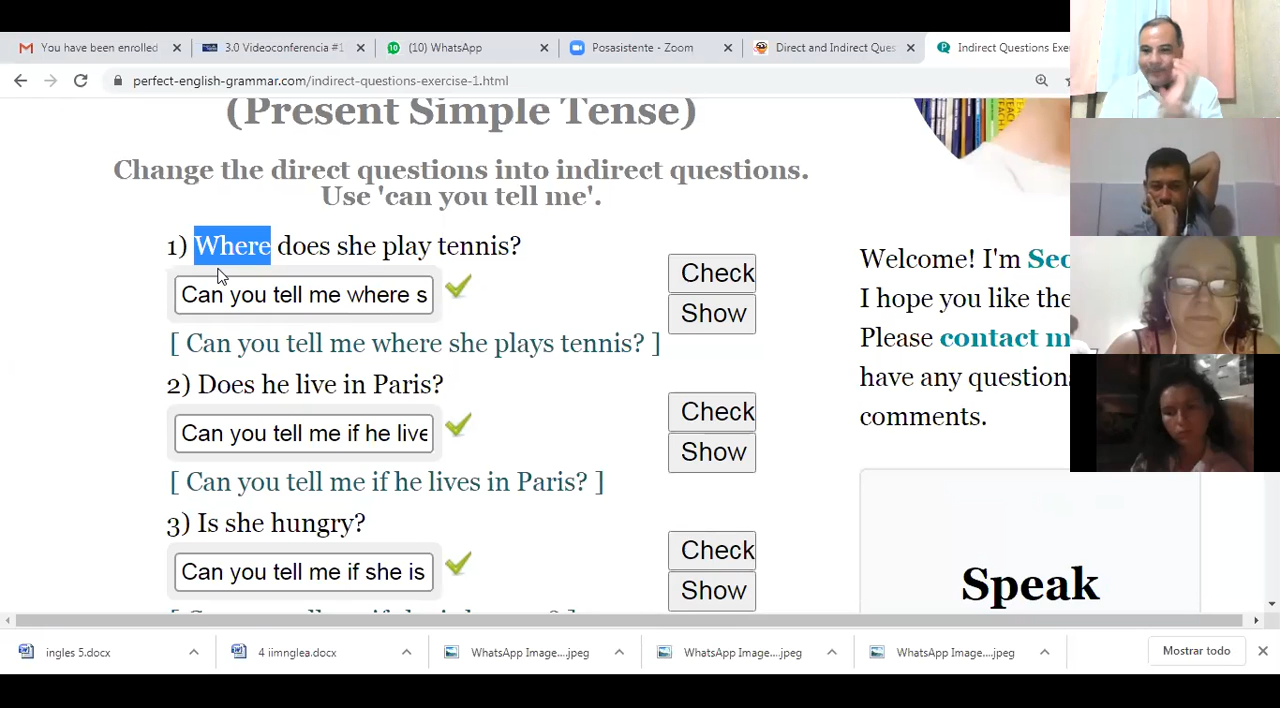 You have been enrolled
3.0 Videoconferencia #1
(10) WhatsApp
Posasistente - Zoom
Direct and Indirect Ques
Indirect Questions Exe
perfect-english-grammar.com/indirect-questions-exercise-1.html
(Present Simple Tense)
Change the direct questions into indirect questions.
Use 'can you tell me'.
1) Where does she play tennis?
Can you tell me where s
Check
Show
[ Can you tell me where she plays tennis? ]
2) Does he live in Paris?
Can you tell me if he live
Check
Show
[ Can you tell me if he lives in Paris? ]
3) Is she hungry?
Can you tell me if she is
Check
Show
Welcome! I'm Seo
I hope you like the
Please contact m
have any question
comments.
Speak
ingles 5.docx
4 iimnglea.docx
WhatsApp Image....jpeg
WhatsApp Image....jpeg
WhatsApp Image....jpeg
Mostrar todo